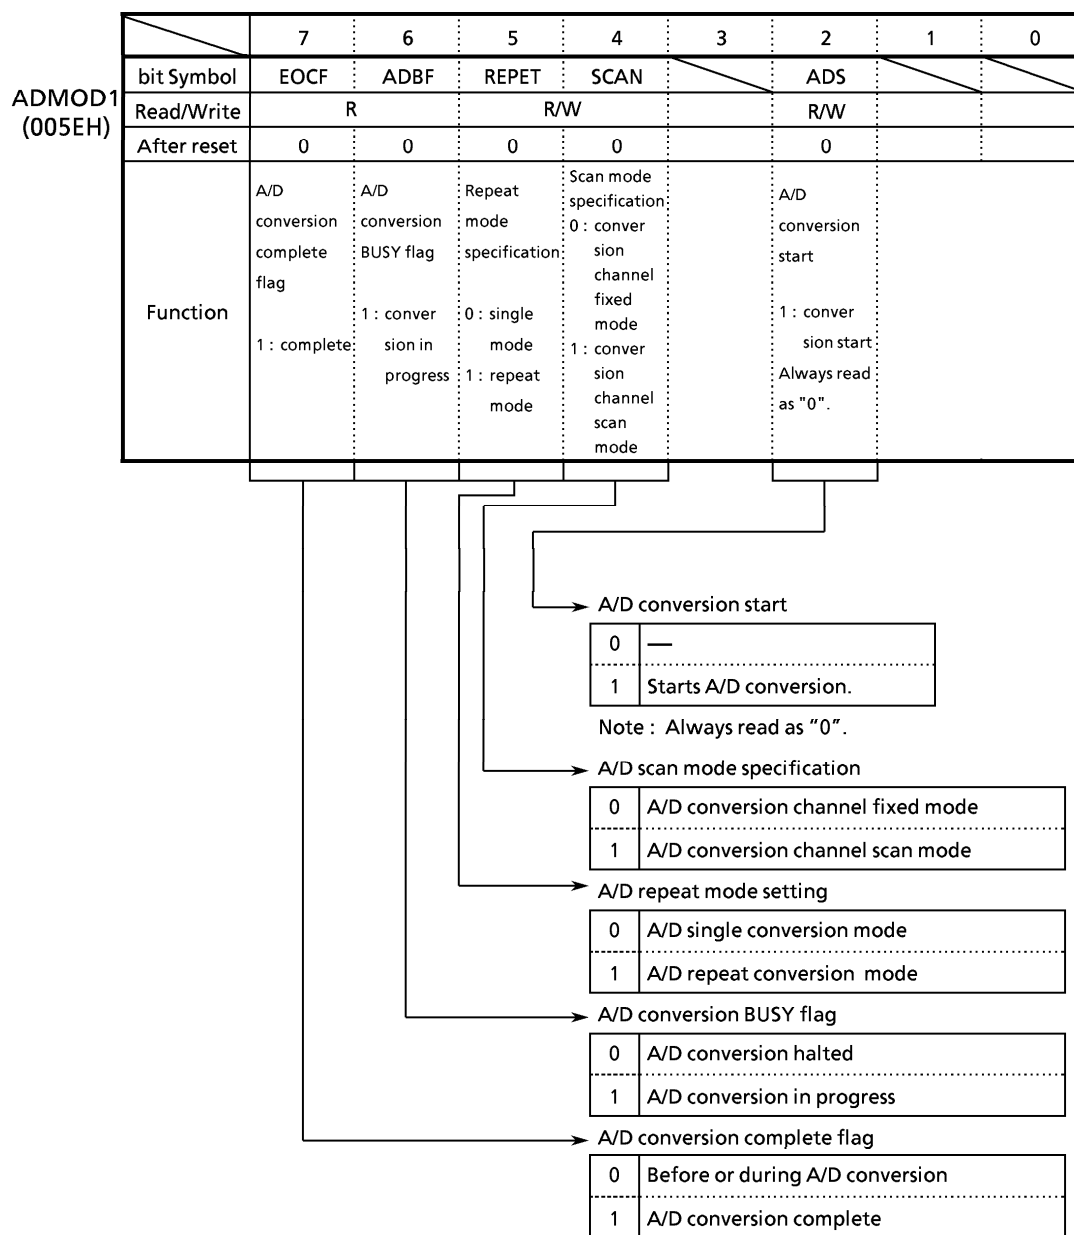 7 6 5 4 3 2 1 0
ADMOD1
(005EH)
bit Symbol EOCF ADBF REPET SCAN ADS
Read/Write R R/W R/W
After reset 0 0 0 0 0
Function
A/D
conversion
complete
flag
1 : complete
A/D
conversion
BUSY flag
1 : conver
sion in
progress
Repeat
mode
specification
0 : single
mode
1 : repeat
mode
Scan mode
specification
0 : conver
sion
channel
fixed
mode
1 : conver
sion
channel
scan
mode
A/D
conversion
start
1 : conver
sion start
Always read
as "0".
A/D conversion start
0 —
1 Starts A/D conversion.
Note : Always read as "0".
A/D scan mode specification
0 A/D conversion channel fixed mode
1 A/D conversion channel scan mode
A/D repeat mode setting
0 A/D single conversion mode
1 A/D repeat conversion mode
A/D conversion BUSY flag
0 A/D conversion halted
1 A/D conversion in progress
A/D conversion complete flag
0 Before or during A/D conversion
1 A/D conversion complete